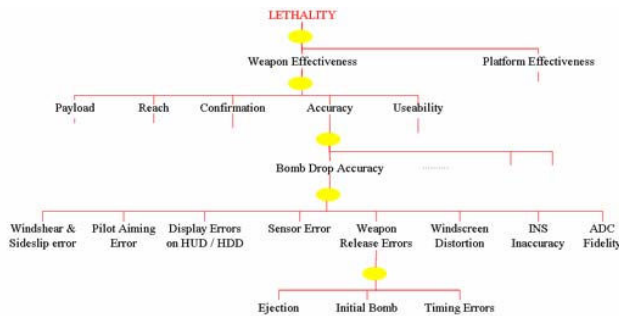 LETHALITY
Weapon Effectiveness
Platform Effectiveness
Payload
Reach
Confirmation
Accuracy
Useability
Bomb Drop Accuracy
Windshear &
Sideslip error
Pilot Aiming
Error
Display Errors
on HUD / HDD
Sensor Error
Weapon
Release Errors
Windscreen
Distortion
INS
Inaccuracy
ADC
Fidelity
Ejection
Initial Bomb
Timing Errors